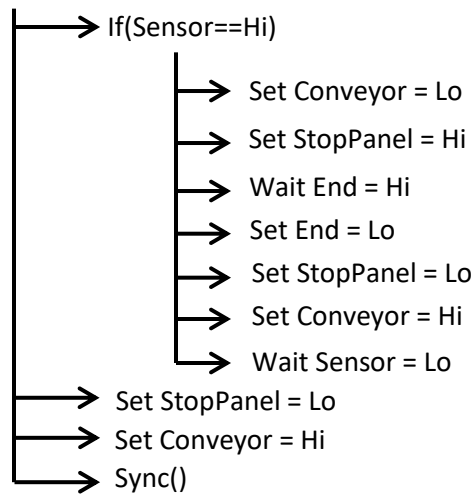 If(Sensor==Hi)
Set Conveyor = Lo
Set StopPanel = Hi
Wait End = Hi
Set End = Lo
Set StopPanel = Lo
Set Conveyor = Hi
Wait Sensor = Lo
Set StopPanel = Lo
Set Conveyor = Hi
Sync()